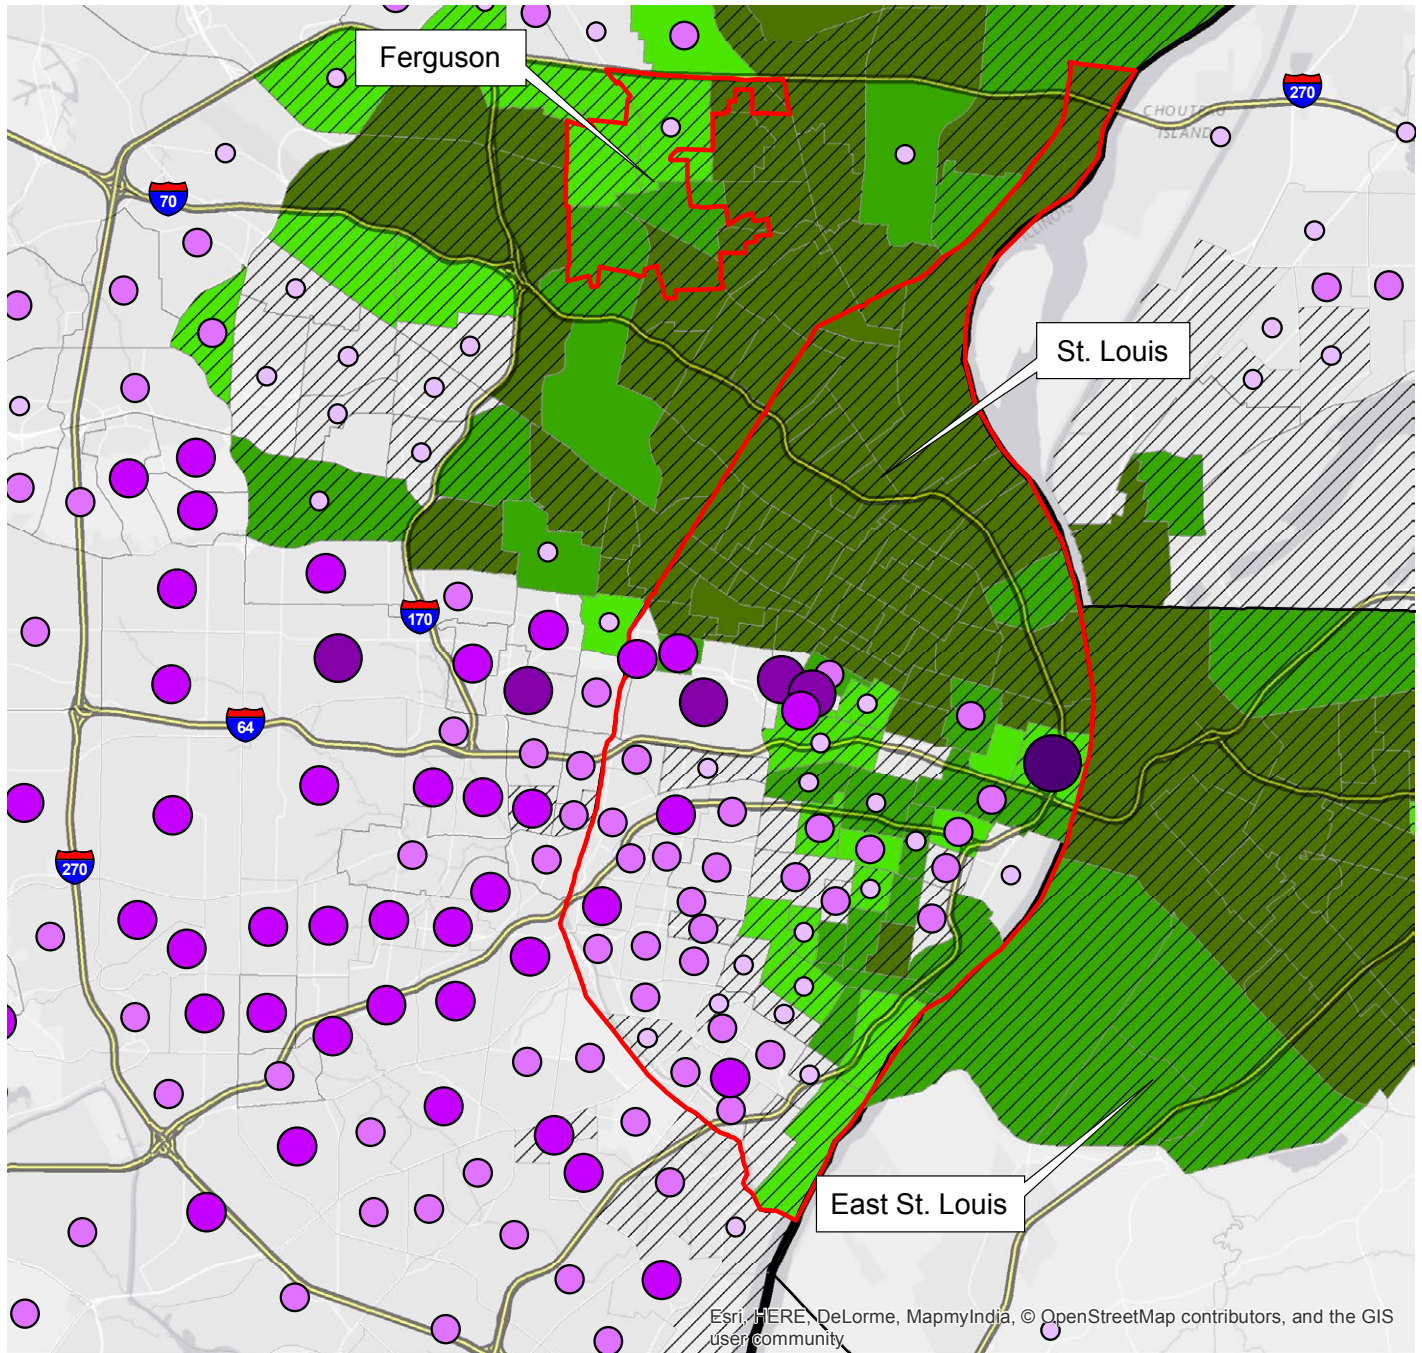 Ferguson
270
CHOUTEAU
ISLAND
70
ILLINOIS
St. Louis
170
64
270
East St. Louis
Esri, HERE, DeLorme, MapmyIndia, © OpenStreetMap contributors, and the GIS
user community